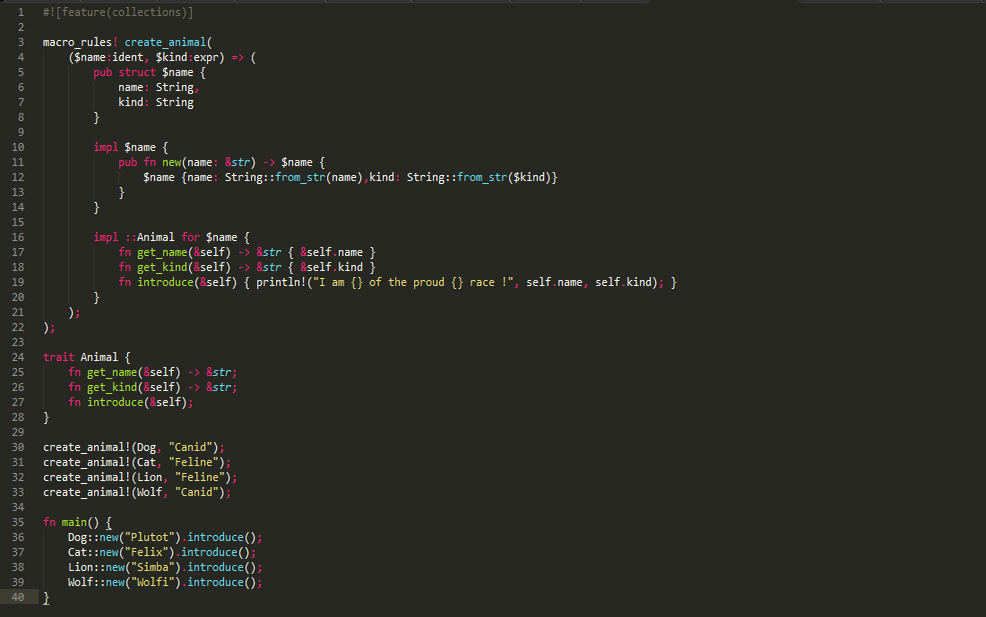 1 #![feature(collections)]
2
3 macro_rules! create_animal(
4     ($name:ident, $kind:expr) => (
5         pub struct $name {
6             name: String,
7             kind: String
8         }
9
10         impl $name {
11             pub fn new(name: &str) -> $name {
12                 $name {name: String::from_str(name),kind: String::from_str($kind)}
13             }
14         }
15
16         impl ::Animal for $name {
17             fn get_name(&self) -> &str { &self.name }
18             fn get_kind(&self) -> &str { &self.kind }
19             fn introduce(&self) { println!("I am {} of the proud {} race !", self.name, self.kind); }
20         }
21     );
22 );
23
24 trait Animal {
25     fn get_name(&self) -> &str;
26     fn get_kind(&self) -> &str;
27     fn introduce(&self);
28 }
29
30 create_animal!(Dog, "Canid");
31 create_animal!(Cat, "Feline");
32 create_animal!(Lion, "Feline");
33 create_animal!(Wolf, "Canid");
34
35 fn main() {
36     Dog::new("Plutot").introduce();
37     Cat::new("Felix").introduce();
38     Lion::new("Simba").introduce();
39     Wolf::new("Wolfi").introduce();
40 }